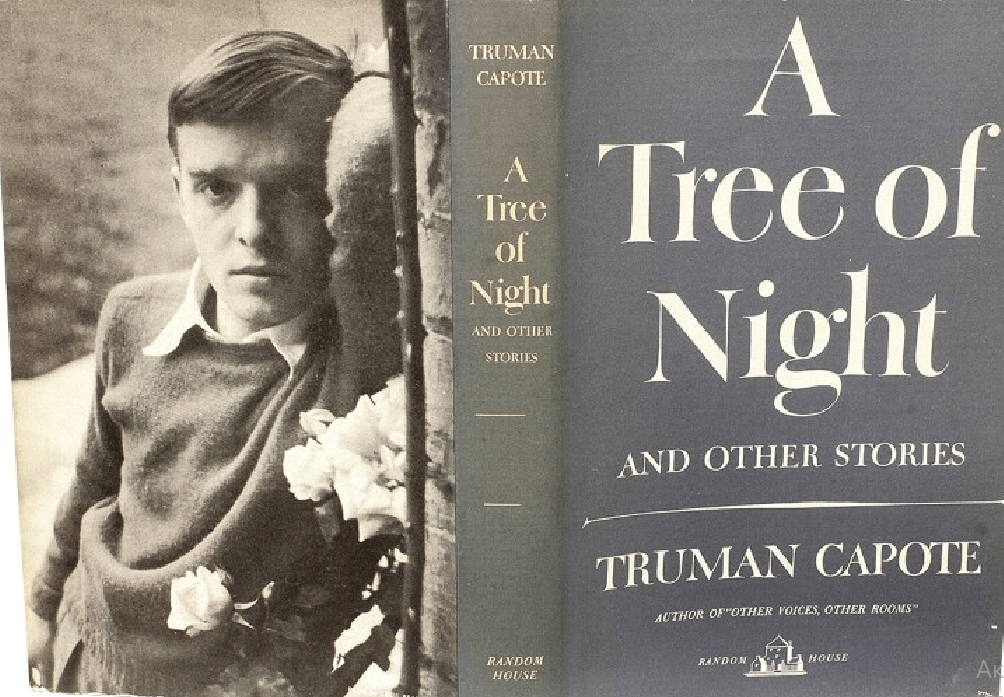 TRUMAN
CAPOTE
A
Tree
of
Night
AND OTHER
STORIES
RANDOM
HOUSE
A
Tree of
Night
AND OTHER STORIES
TRUMAN CAPOTE
AUTHOR OF "OTHER VOICES, OTHER ROOMS"
RANDOM HOUSE